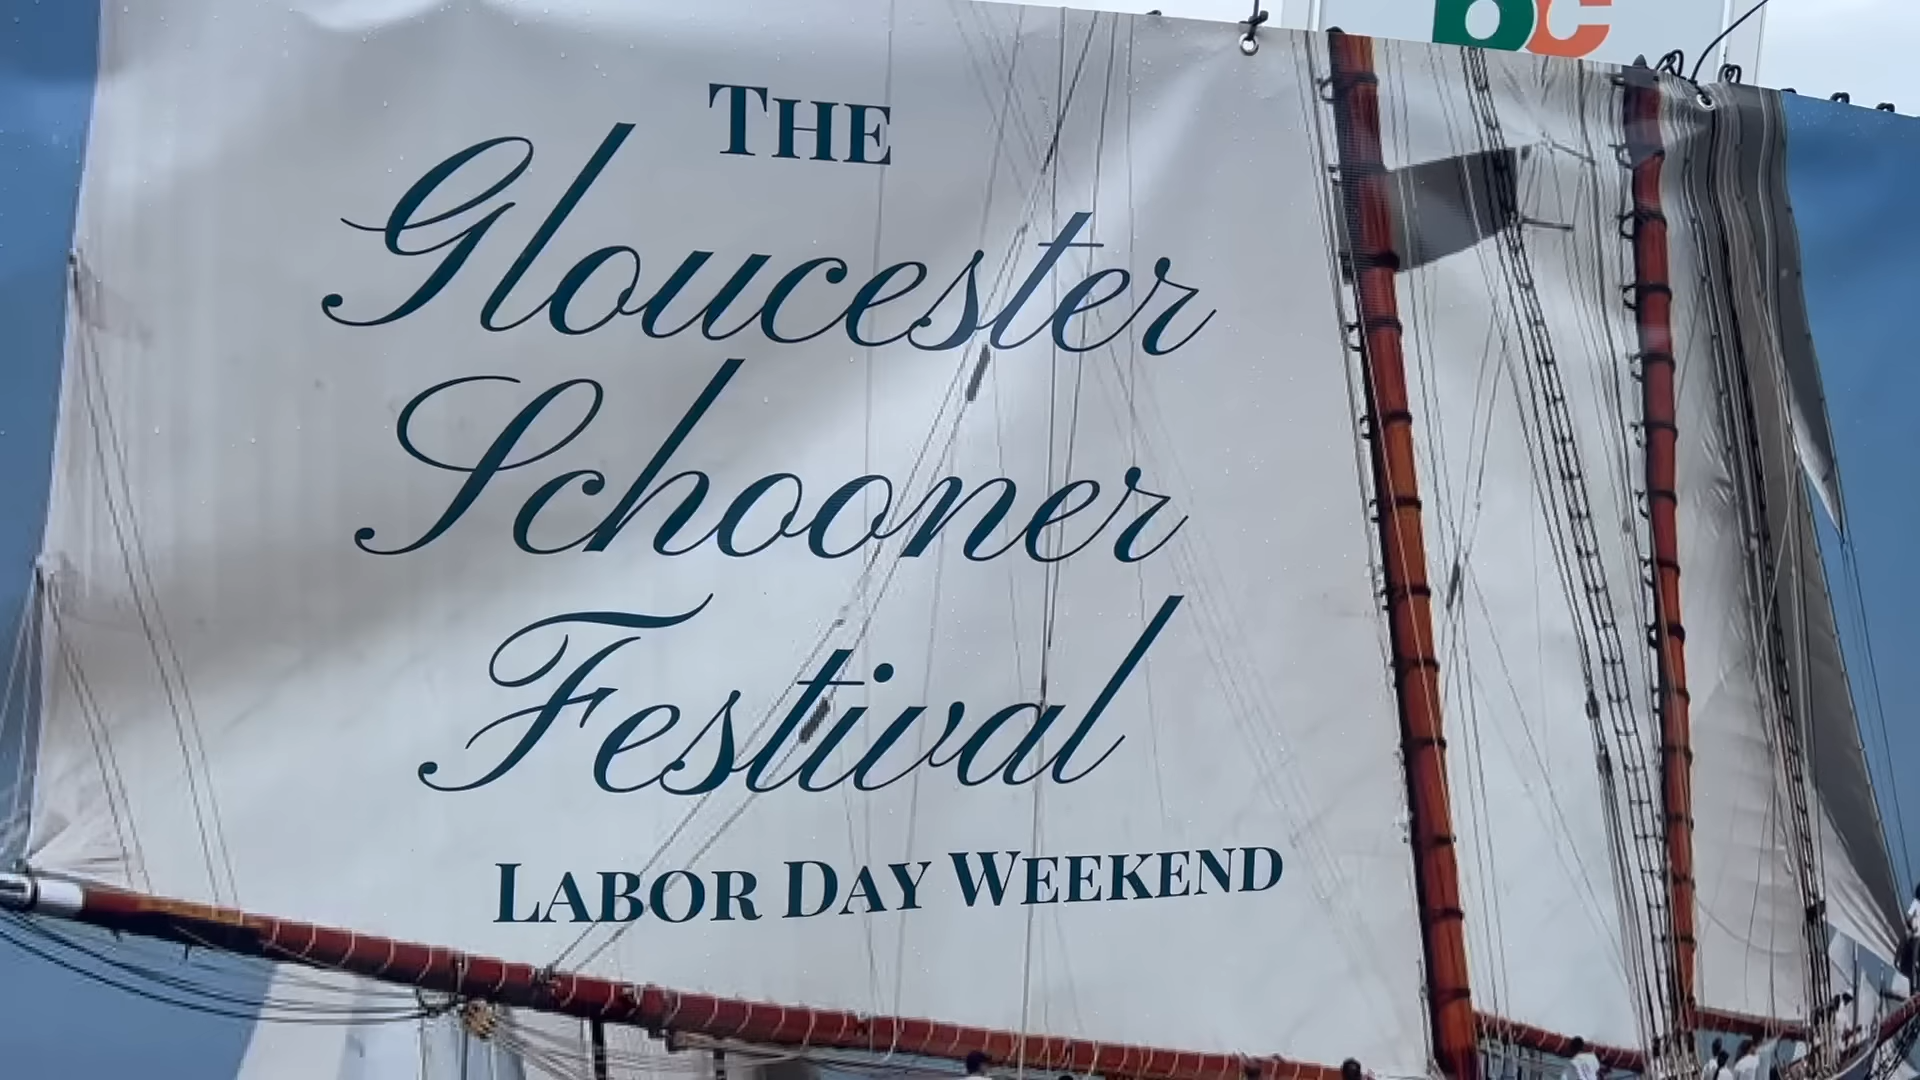 THE
Gloucester
Schooner
Festival
LABOR DAY WEEKEND